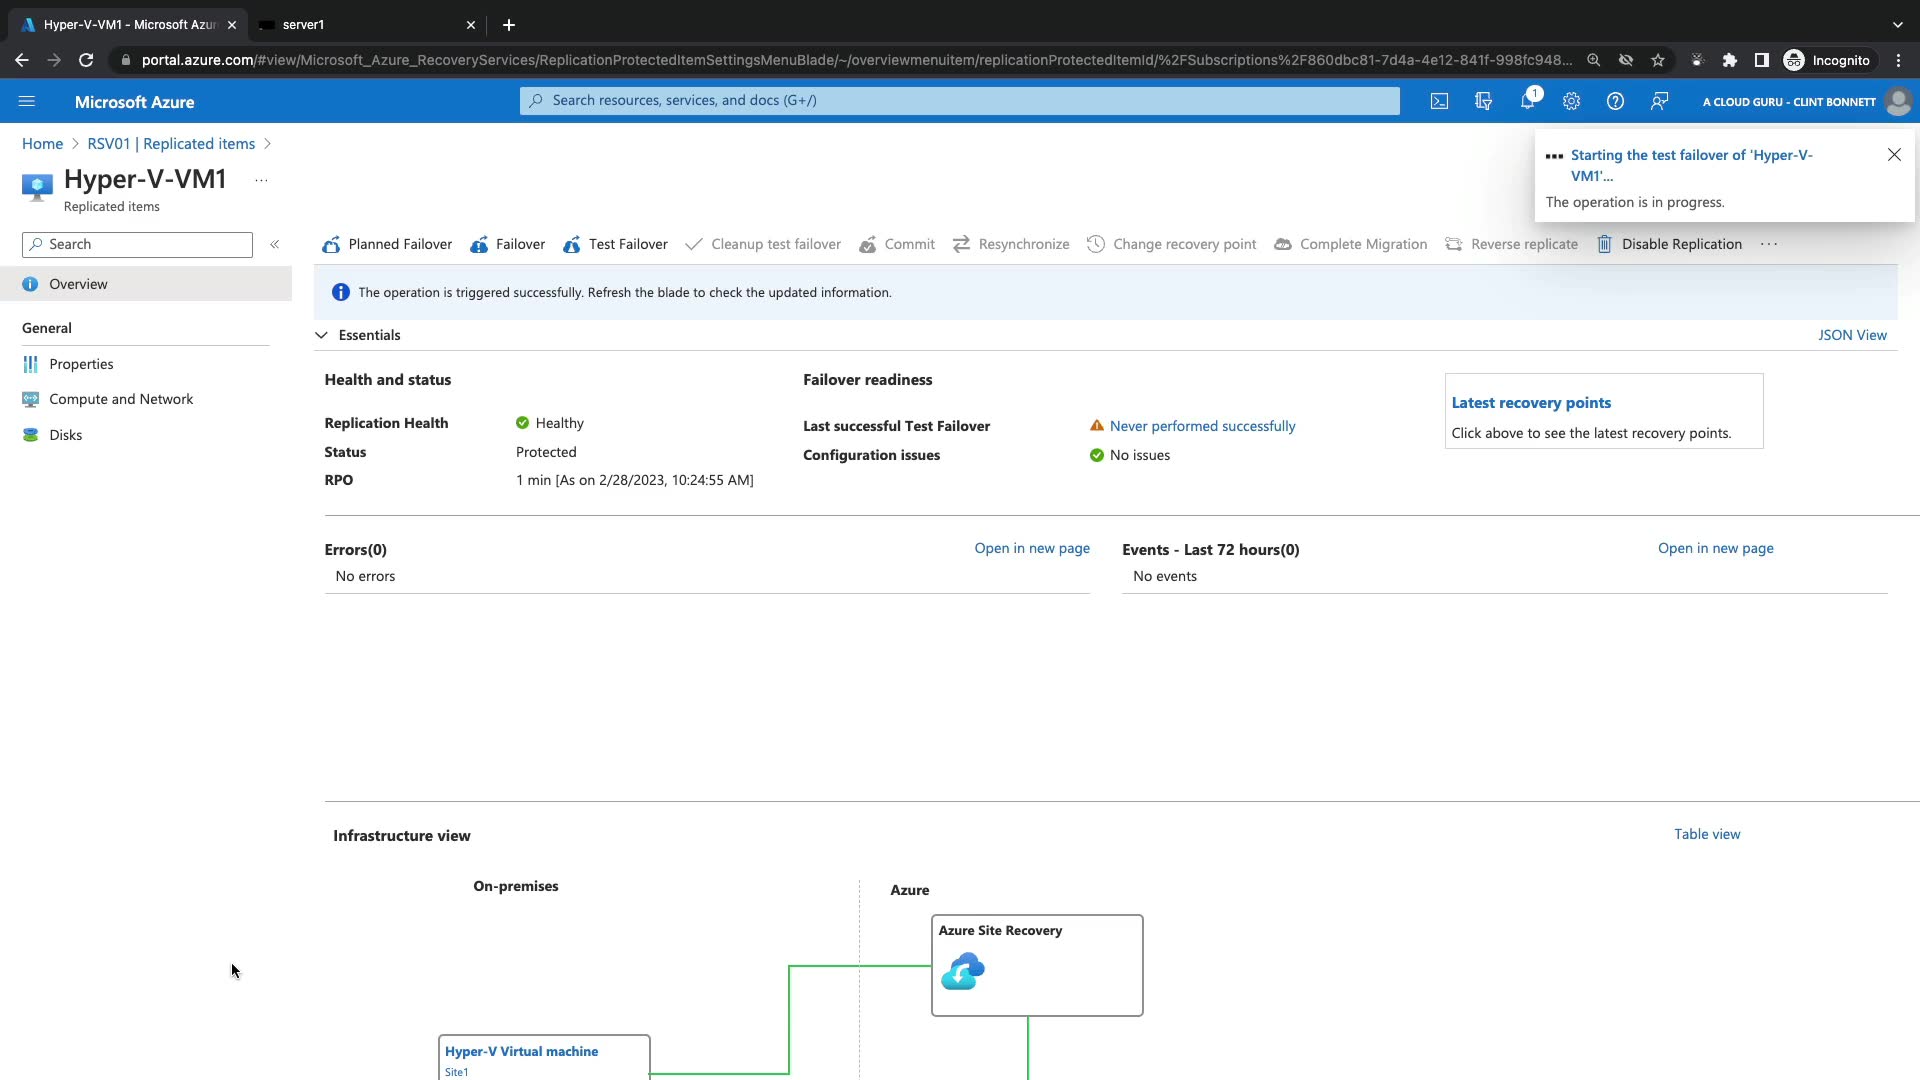 Hyper-V-VM1 - Microsoft Azur
server1
portal.azure.com/#view/Microsoft_Azure_RecoveryServices/ReplicationProtectedItemSettingsMenuBlade/~/overviewmenuitem/replicationProtectedItemId/%2FSubscriptions%2F860dbc81-7d4a-4e12-841f-998fc948...
Incognito
Microsoft Azure
Search resources, services, and docs (G+/)
1
A CLOUD GURU - CLINT BONNETT
Home > RSV01 | Replicated items >
Starting the test failover of 'Hyper-V-
VM1'...
The operation is in progress.
Hyper-V-VM1 ...
Replicated items
Search
«
Planned Failover
Failover
Test Failover
Cleanup test failover
Commit
Resynchronize
Change recovery point
Complete Migration
Reverse replicate
Disable Replication
...
Overview
The operation is triggered successfully. Refresh the blade to check the updated information.
General
Properties
Compute and Network
Disks
Essentials
JSON View
Health and status
Replication Health
Healthy
Status
Protected
RPO
1 min [As on 2/28/2023, 10:24:55 AM]
Failover readiness
Last successful Test Failover
Never performed successfully
Configuration issues
No issues
Latest recovery points
Click above to see the latest recovery points.
Errors(0)
Open in new page
No errors
Events - Last 72 hours(0)
Open in new page
No events
Infrastructure view
Table view
On-premises
Azure
Azure Site Recovery
Hyper-V Virtual machine
Site1